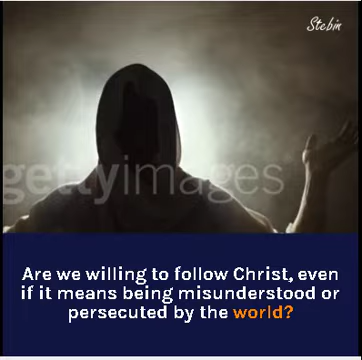 Stebin
gettyimages
Are we willing to follow Christ, even
if it means being misunderstood or
persecuted by the world?